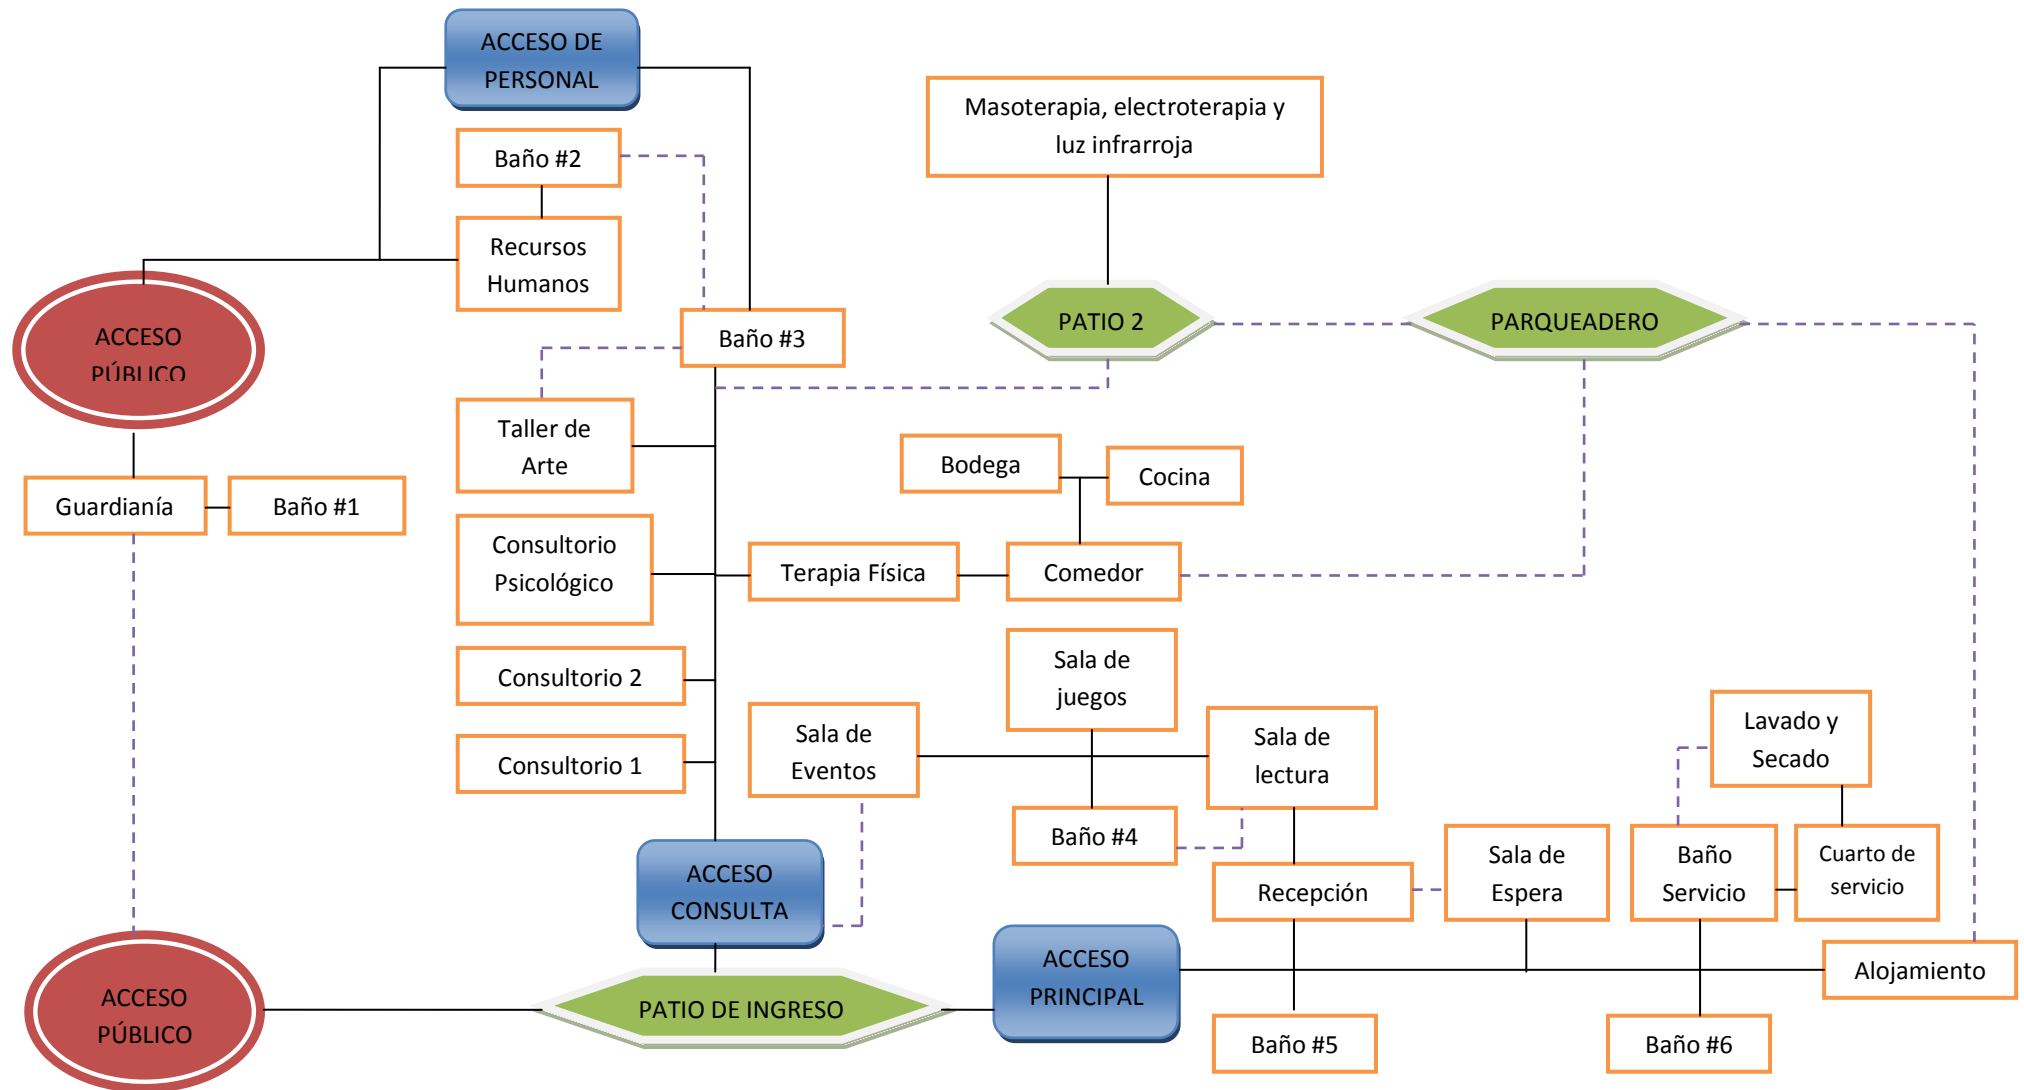 ACCESO DE
PERSONAL
Masoterapia, electroterapia y
luz infrarroja
Baño #2
Recursos
Humanos
ACCESO
PÚBLICO
Baño #3
PATIO 2
PARQUEADERO
Taller de
Arte
Bodega
Cocina
Guardianía
Baño #1
Consultorio
Psicológico
Terapia Física
Comedor
Consultorio 2
Sala de
juegos
Consultorio 1
Sala de
Eventos
Sala de
lectura
Lavado y
Secado
Baño #4
ACCESO
CONSULTA
Recepción
Sala de
Espera
Baño
Servicio
Cuarto de
servicio
ACCESO
PÚBLICO
PATIO DE INGRESO
ACCESO
PRINCIPAL
Alojamiento
Baño #5
Baño #6